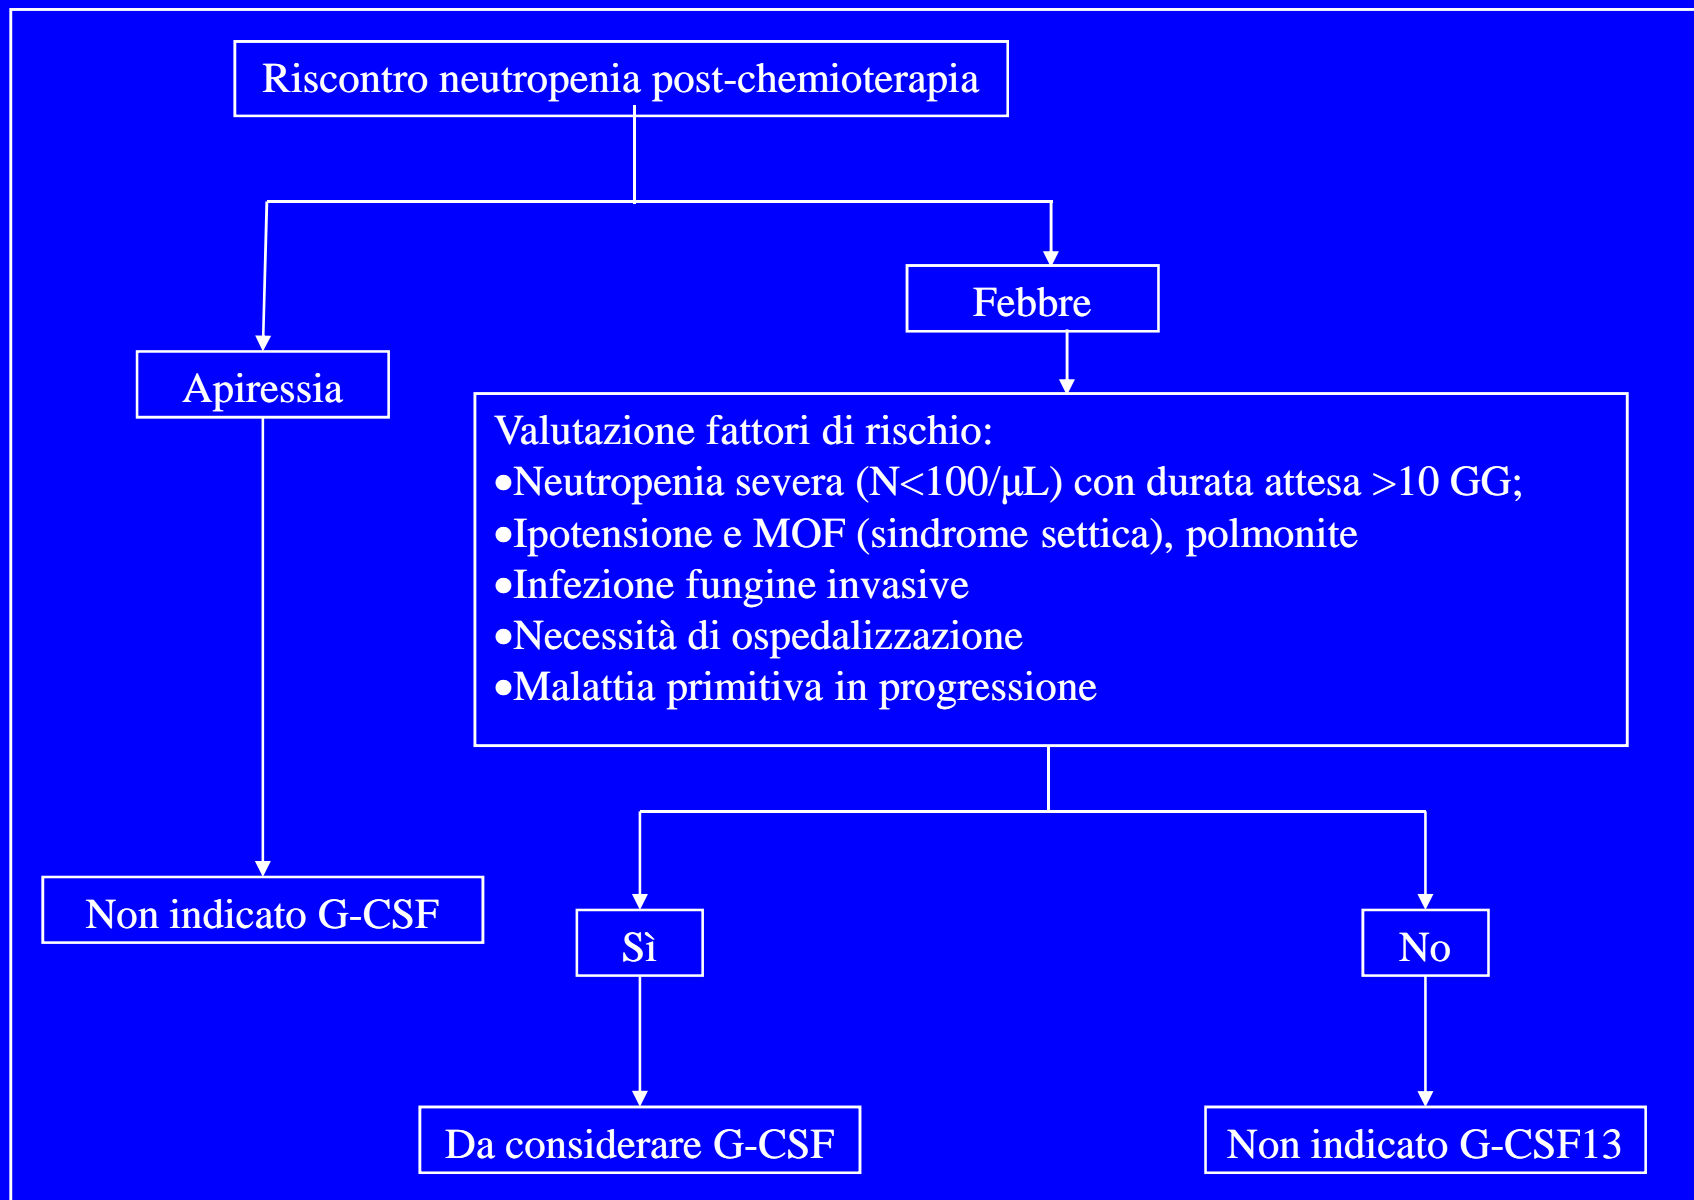 Riscontro neutropenia post-chemioterapia
Febbre
Apiressia
Valutazione fattori di rischio:
•Neutropenia severa (N<100/μL) con durata attesa >10 GG;
•Ipotensione e MOF (sindrome settica), polmonite
•Infezione fungine invasive
•Necessità di ospedalizzazione
•Malattia primitiva in progressione
Non indicato G-CSF
Sì
No
Da considerare G-CSF
Non indicato G-CSF13